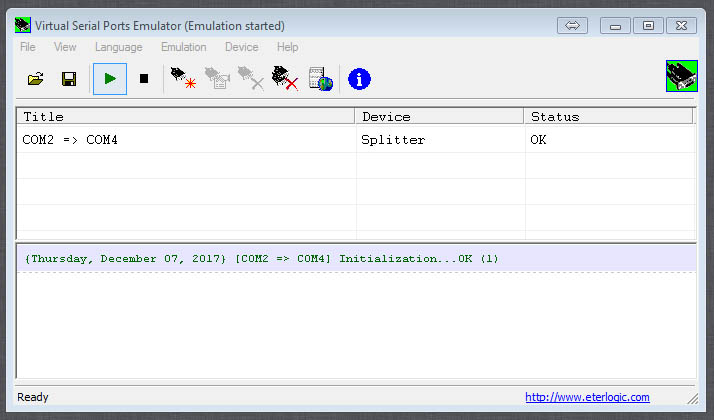 Virtual Serial Ports Emulator (Emulation started)
File View Language Emulation Device Help
Title Device Status
COM2 => COM4 Splitter OK
{Thursday, December 07, 2017} [COM2 => COM4] Initialization...OK (1)
Ready http://www.eterlogic.com